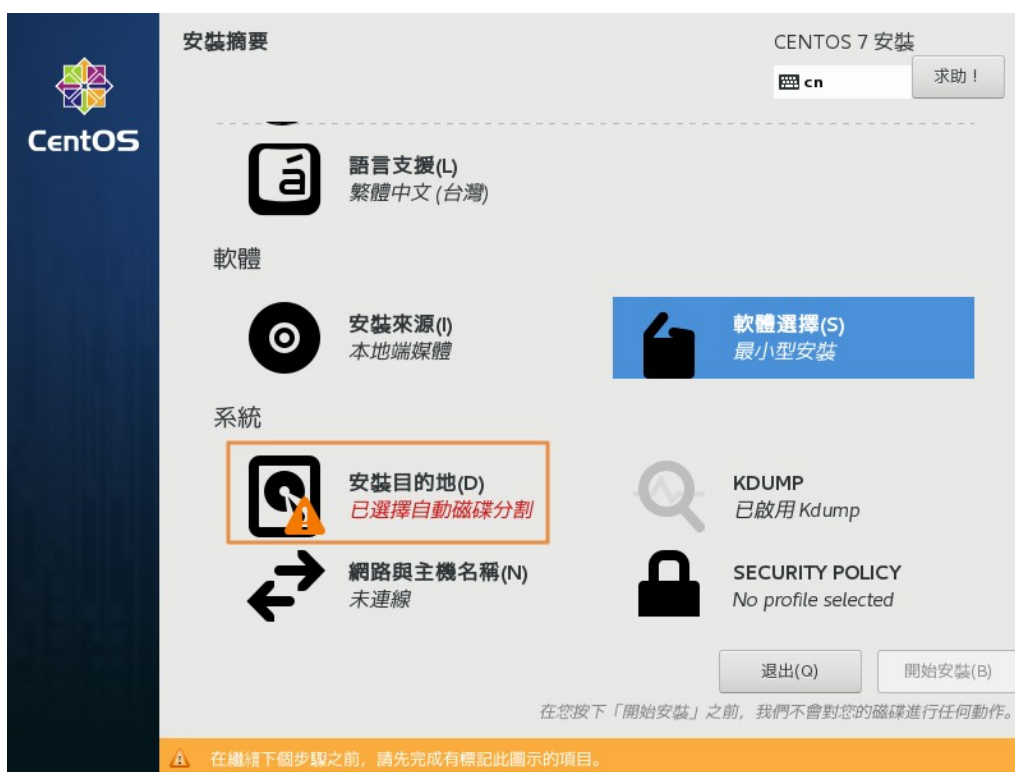 安裝摘要
CENTOS 7 安裝
cn
求助！
CentOS
語言支援(L)
繁體中文 (台灣)
軟體
安裝來源(I)
本地端媒體
軟體選擇(S)
最小型安裝
系統
安裝目的地(D)
已選擇自動磁碟分割
KDUMP
已啟用 Kdump
網路與主機名稱(N)
未連線
SECURITY POLICY
No profile selected
退出(Q)
開始安裝(B)
在您按下「開始安裝」之前，我們不會對您的磁碟進行任何動作。
在繼續下個步驟之前，請先完成有標記此圖示的項目。